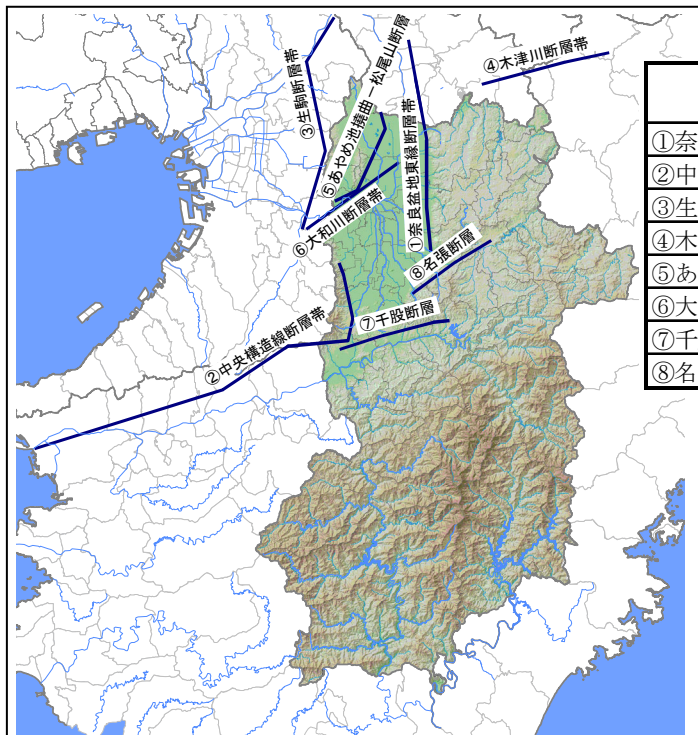 ④木津川断層帯
③生駒断層帯
⑤あやめ池撓曲－松尾山断層
①奈良盆地東縁断層帯
⑥大和川断層帯
⑧名張断層
⑦千股断層
②中央構造線断層帯
①奈
②中
③生
④木
⑤あ
⑥大
⑦千
⑧名